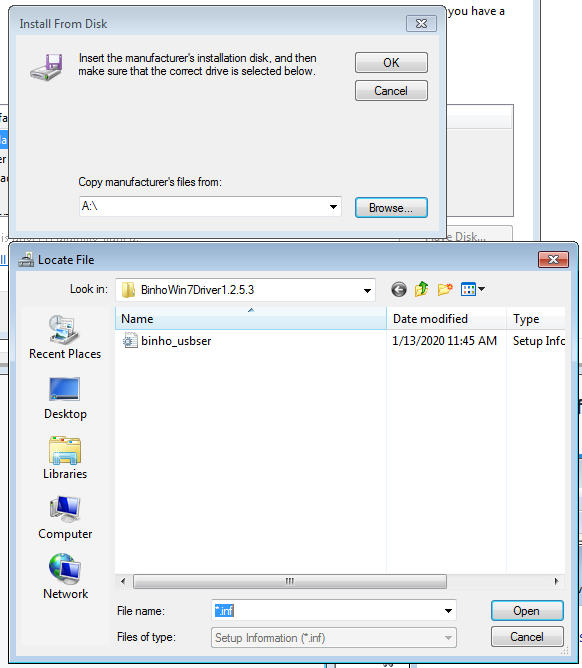 you have a
Install From Disk
Insert the manufacturer's installation disk, and then
make sure that the correct drive is selected below.
OK
Cancel
Copy manufacturer's files from:
A:\
Browse...
Locate File
Look in:
BinhoWin7Driver1.2.5.3
Name
Date modified
Type
binho_usbser
1/13/2020 11:45 AM
Setup Info
Recent Places
Desktop
Libraries
Computer
Network
File name:
*.inf
Open
Files of type:
Setup Information (*.inf)
Cancel